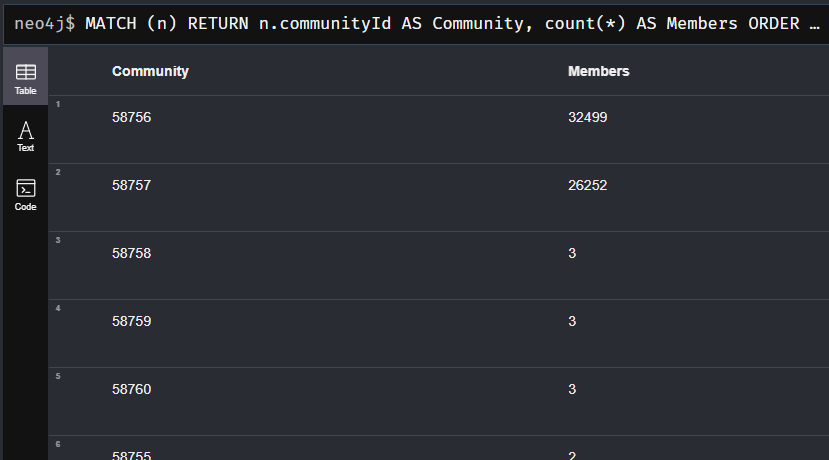 neo4j$ MATCH (n) RETURN n.communityId AS Community, count(*) AS Members ORDER …
Table
Text
Code
Community Members
1 58756 32499
2 58757 26252
3 58758 3
4 58759 3
5 58760 3
6 58755 2